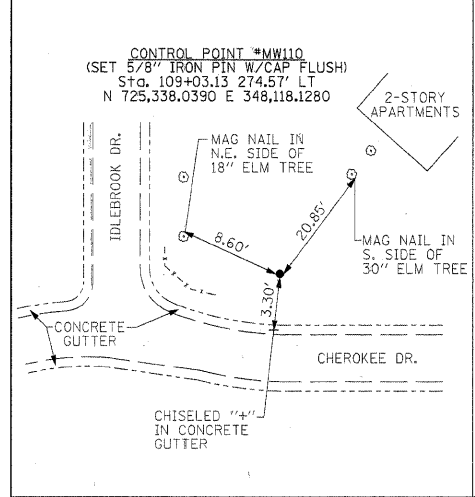 CONTROL POINT #MW110
(SET 5/8" IRON PIN W/CAP FLUSH)
Sta. 109+03.13 274.57' LT
N 725,338.0390 E 348,118.1280
2-STORY
APARTMENTS
IDLEBROOK DR.
MAG NAIL IN
N.E. SIDE OF
18" ELM TREE
8.60'
20.85'
MAG NAIL IN
S. SIDE OF
30" ELM TREE
3.30'
CONCRETE
GUTTER
CHEROKEE DR.
CHISELED "+"
IN CONCRETE
GUTTER